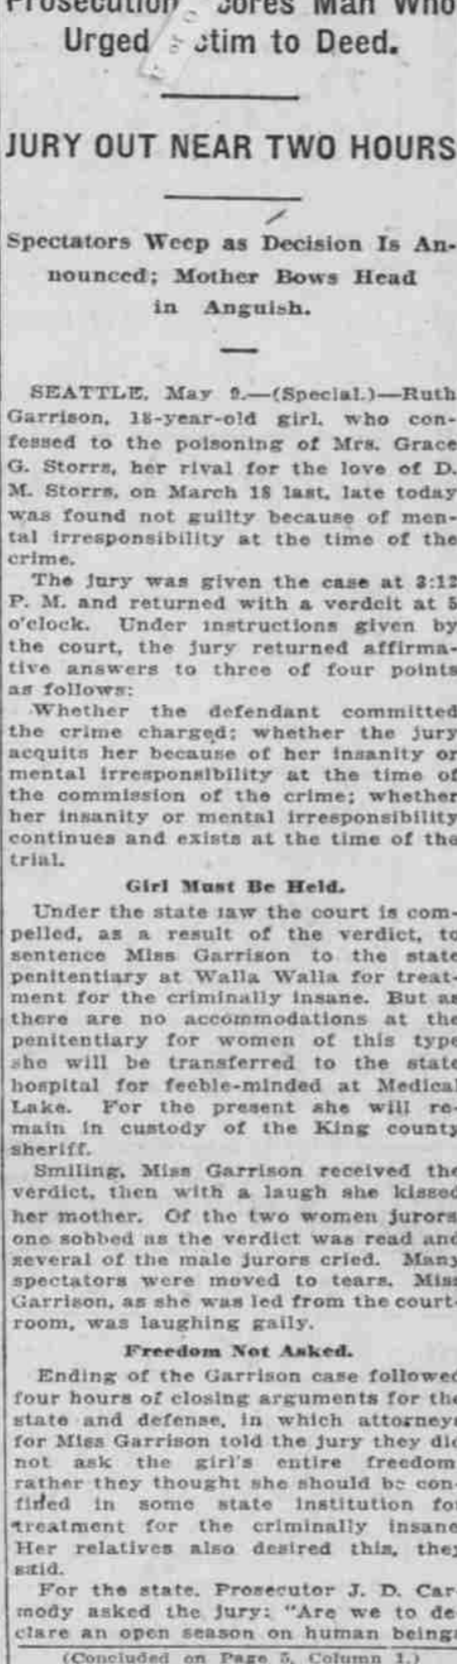 Prosecution Scores Man Who
Urged Victim to Deed.
JURY OUT NEAR TWO HOURS
Spectators Weep as Decision Is An-
nounced; Mother Bows Head
in Anguish.
SEATTLE, May 9.—(Special.)—Ruth
Garrison, 18-year-old girl, who con-
fessed to the poisoning of Mrs. Grace
G. Storrs, her rival for the love of D.
M. Storrs, on March 18 last, late today
was found not guilty because of men-
tal irresponsibility at the time of the
crime.
The jury was given the case at 3:12
P. M. and returned with a verdcit at 5
o'clock. Under instructions given by
the court, the jury returned affirma-
tive answers to three of four points
as follows:
Whether the defendant committed
the crime charged; whether the jury
acquits her because of her insanity or
mental irresponsibility at the time of
the commission of the crime; whether
her insanity or mental irresponsibility
continues and exists at the time of the
trial.
Girl Must Be Held.
Under the state law the court is com-
pelled, as a result of the verdict, to
sentence Miss Garrison to the state
penitentiary at Walla Walla for treat-
ment for the criminally insane. But as
there are no accommodations at the
penitentiary for women of this type
she will be transferred to the state
hospital for feeble-minded at Medical
Lake. For the present she will re-
main in custody of the King county
sheriff.
Smiling, Miss Garrison received the
verdict, then with a laugh she kissed
her mother. Of the two women jurors
one sobbed as the verdict was read and
several of the male jurors cried. Many
spectators were moved to tears. Miss
Garrison, as she was led from the court-
room, was laughing gaily.
Freedom Not Asked.
Ending of the Garrison case followed
four hours of closing arguments for the
state and defense, in which attorneys
for Miss Garrison told the jury they did
not ask the girl's entire freedom
rather they thought she should be con-
fined in some state institution for
treatment for the criminally insane
Her relatives also desired this, they
said.
For the state, Prosecutor J. D. Car-
mody asked the jury: "Are we to de-
clare an open season on human beings
(Concluded on Page 5, Column 1.)